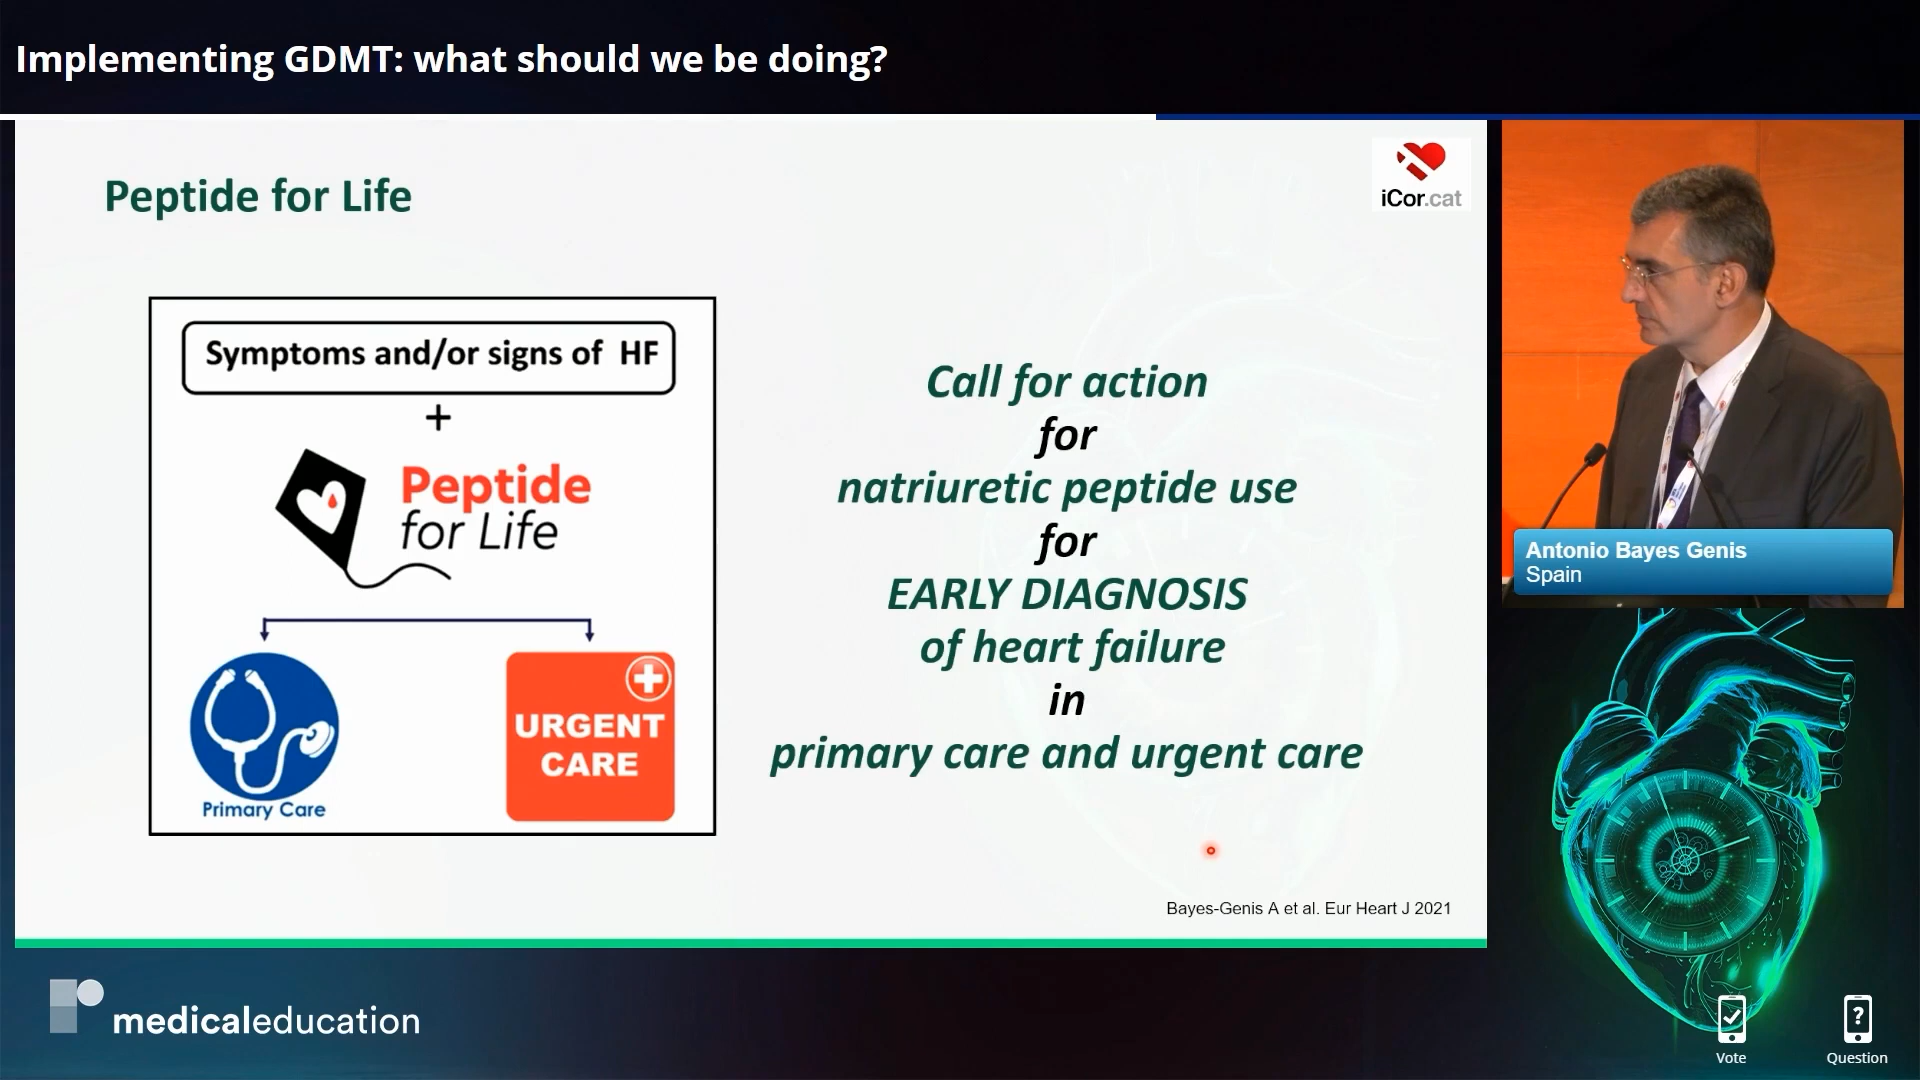 Implementing GDMT: what should we be doing?
Peptide for Life
iCor.cat
Symptoms and/or signs of HF
+
Peptide
for Life
Primary Care
URGENT
CARE
Call for action
for
natriuretic peptide use
for
EARLY DIAGNOSIS
of heart failure
in
primary care and urgent care
Bayes-Genis A et al. Eur Heart J 2021
Antonio Bayes Genis
Spain
medicaleducation
Vote
?
Question